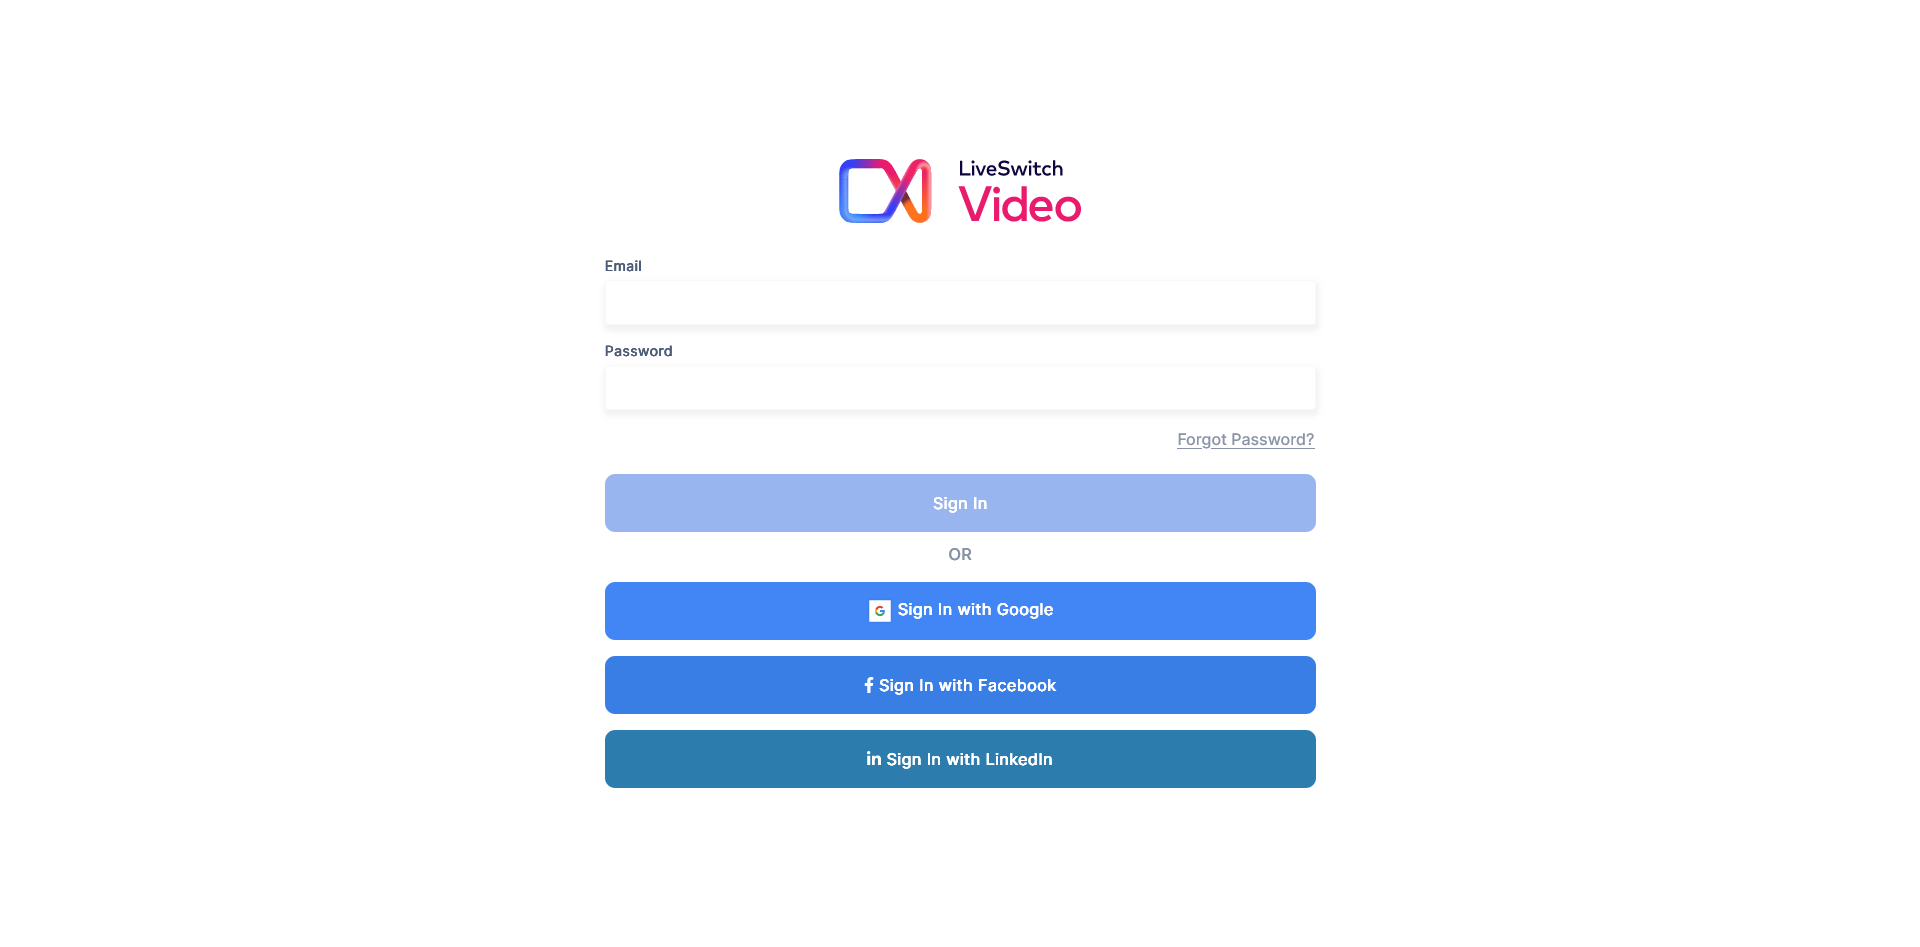 LiveSwitch
Video
Email
Password
Forgot Password?
Sign In
OR
Sign In with Google
Sign In with Facebook
in Sign In with LinkedIn